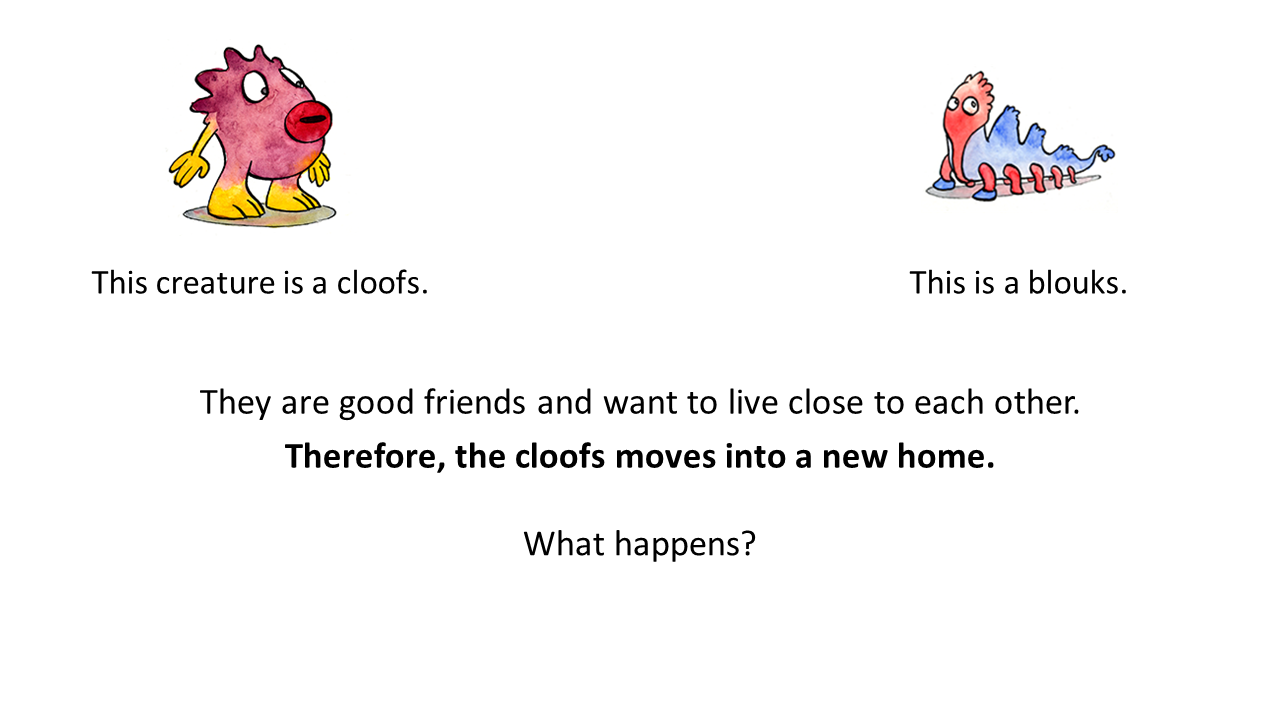 This creature is a cloofs.
This is a blouks.
They are good friends and want to live close to each other.
Therefore, the cloofs moves into a new home.
What happens?